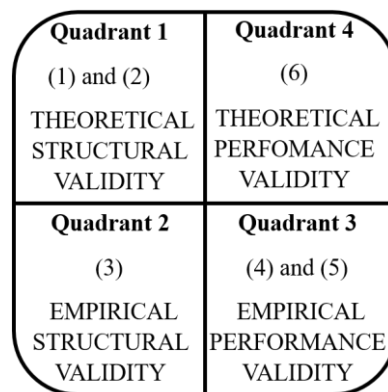 Quadrant 1
(1) and (2)
THEORETICAL
STRUCTURAL
VALIDITY
Quadrant 4
(6)
THEORETICAL
PERFOMANCE
VALIDITY
Quadrant 2
(3)
EMPIRICAL
STRUCTURAL
VALIDITY
Quadrant 3
(4) and (5)
EMPIRICAL
PERFORMANCE
VALIDITY